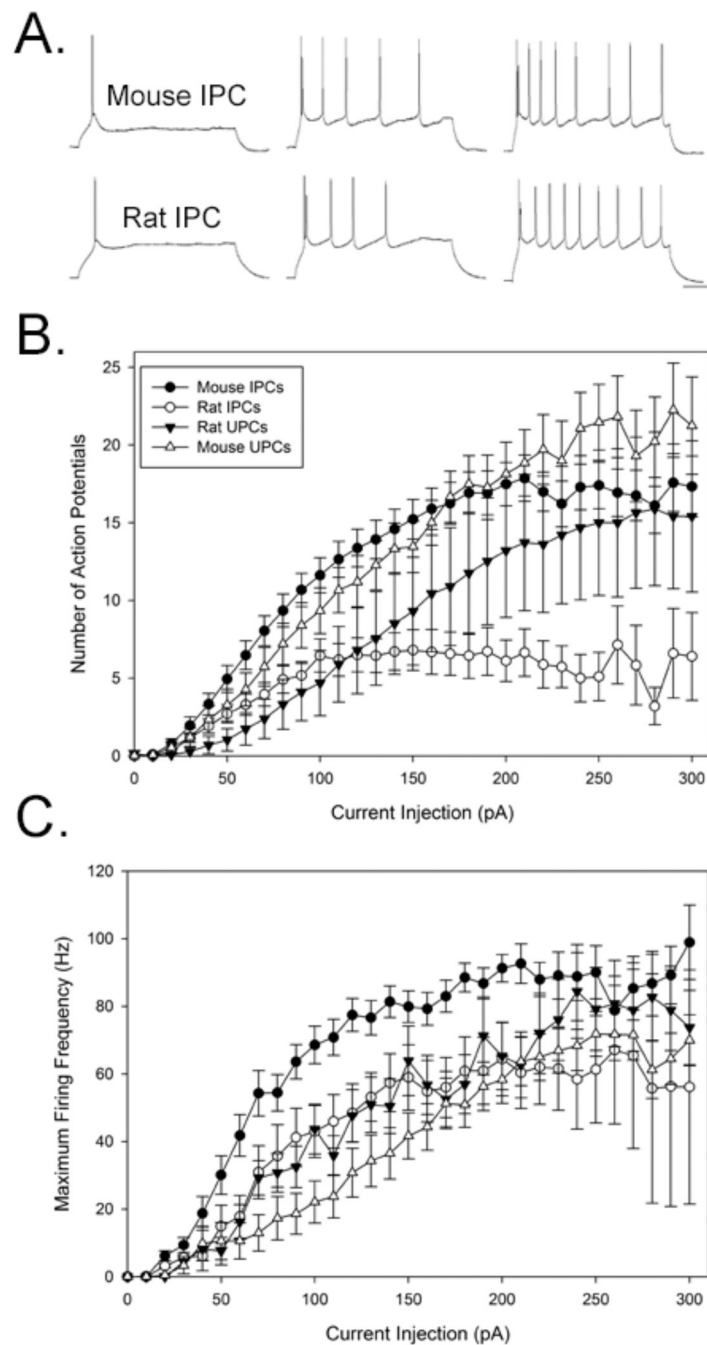 A.
Mouse IPC
Rat IPC
B.
Mouse IPCs
Rat IPCs
Rat UPCs
Mouse UPCs
Number of Action Potentials
25
20
15
10
5
0
0 50 100 150 200 250 300
Current Injection (pA)
C.
Maximum Firing Frequency (Hz)
120
100
80
60
40
20
0
0 50 100 150 200 250 300
Current Injection (pA)